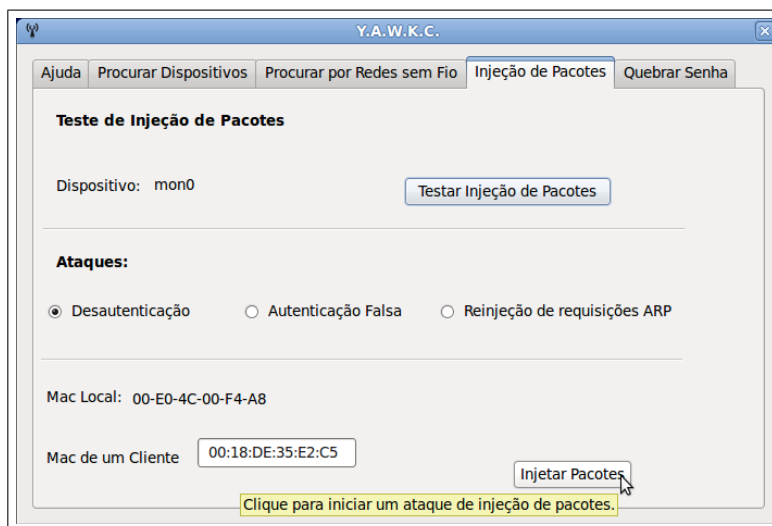 Y.A.W.K.C.
Ajuda Procurar Dispositivos Procurar por Redes sem Fio Injeção de Pacotes Quebrar Senha
Teste de Injeção de Pacotes
Dispositivo: mon0 Testar Injeção de Pacotes
Ataques:
Desautenticação Autenticação Falsa Reinjeção de requisições ARP
Mac Local: 00-E0-4C-00-F4-A8
Mac de um Cliente 00:18:DE:35:E2:C5
Injetar Pacotes
Clique para iniciar um ataque de injeção de pacotes.